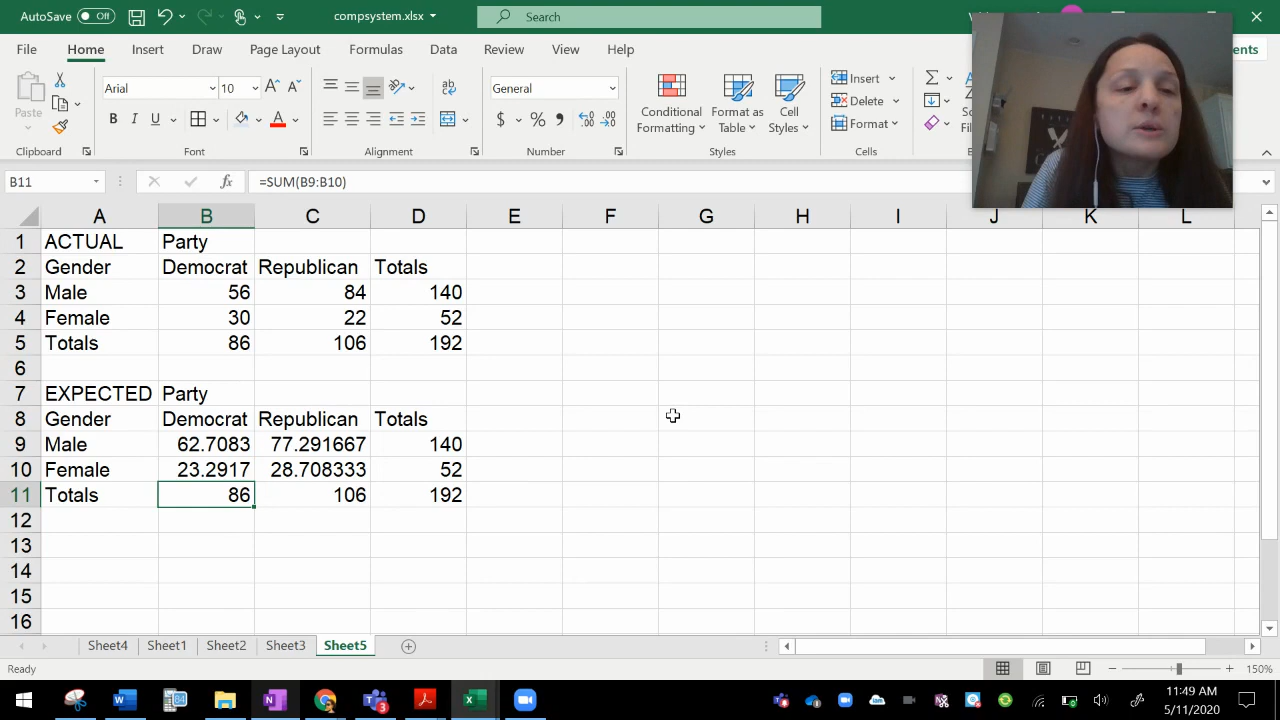 AutoSave Off compsystem.xlsx Search
File Home Insert Draw Page Layout Formulas Data Review View Help
Arial 10 General Insert
Paste Conditional Formatting Format as Table Cell Styles Delete
B I U A $ % 9 Format
Clipboard Font Alignment Number Styles Cells
B11 fx =SUM(B9:B10)
A B C D E F G H I J K L
1 ACTUAL Party
2 Gender Democrat Republican Totals
3 Male 56 84 140
4 Female 30 22 52
5 Totals 86 106 192
6
7 EXPECTED Party
8 Gender Democrat Republican Totals
9 Male 62.7083 77.291667 140
10 Female 23.2917 28.708333 52
11 Totals 86 106 192
12
13
14
15
16
Sheet4 Sheet1 Sheet2 Sheet3 Sheet5
Ready 150%
11:49 AM
5/11/2020